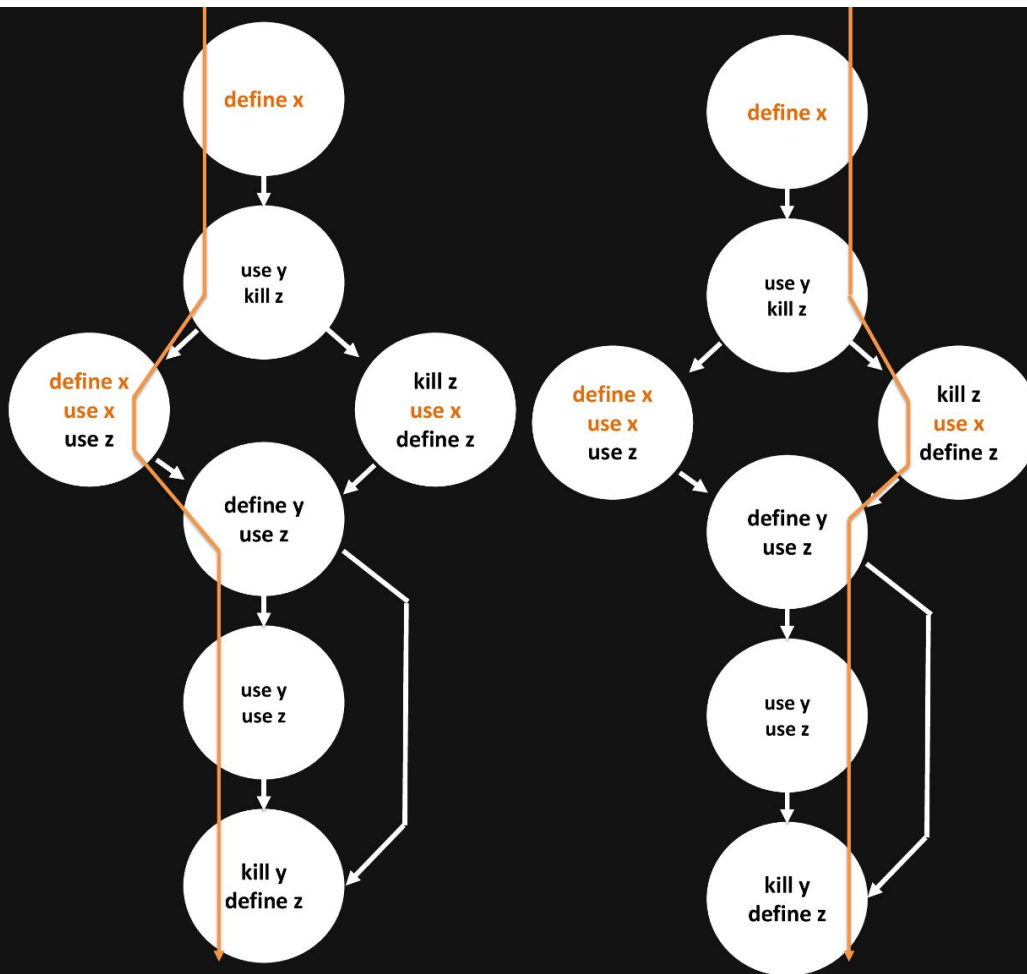 define x
use y
kill z
define x
use x
use z
kill z
use x
define z
define y
use z
use y
use z
kill y
define z
define x
use y
kill z
define x
use x
use z
kill z
use x
define z
define y
use z
use y
use z
kill y
define z